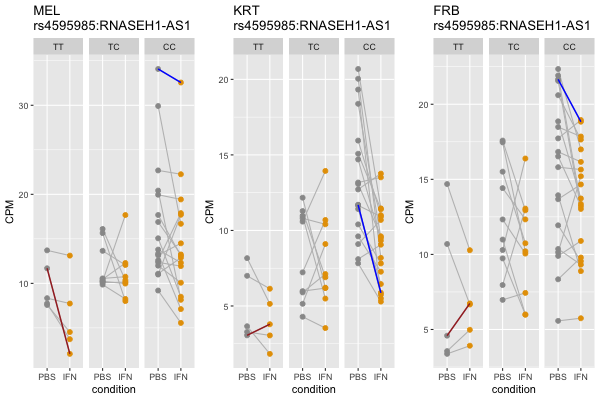 MEL
rs4595985:RNASEH1-AS1
TT TC CC
30
20
10
CPM
PBS IFN PBS IFN PBS IFN
condition
KRT
rs4595985:RNASEH1-AS1
TT TC CC
20
15
10
5
CPM
PBS IFN PBS IFN PBS IFN
condition
FRB
rs4595985:RNASEH1-AS1
TT TC CC
20
15
10
5
CPM
PBS IFN PBS IFN PBS IFN
condition